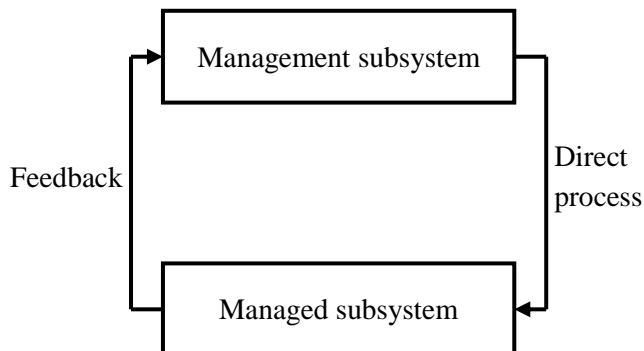 Management subsystem
Feedback
Direct
process
Managed subsystem